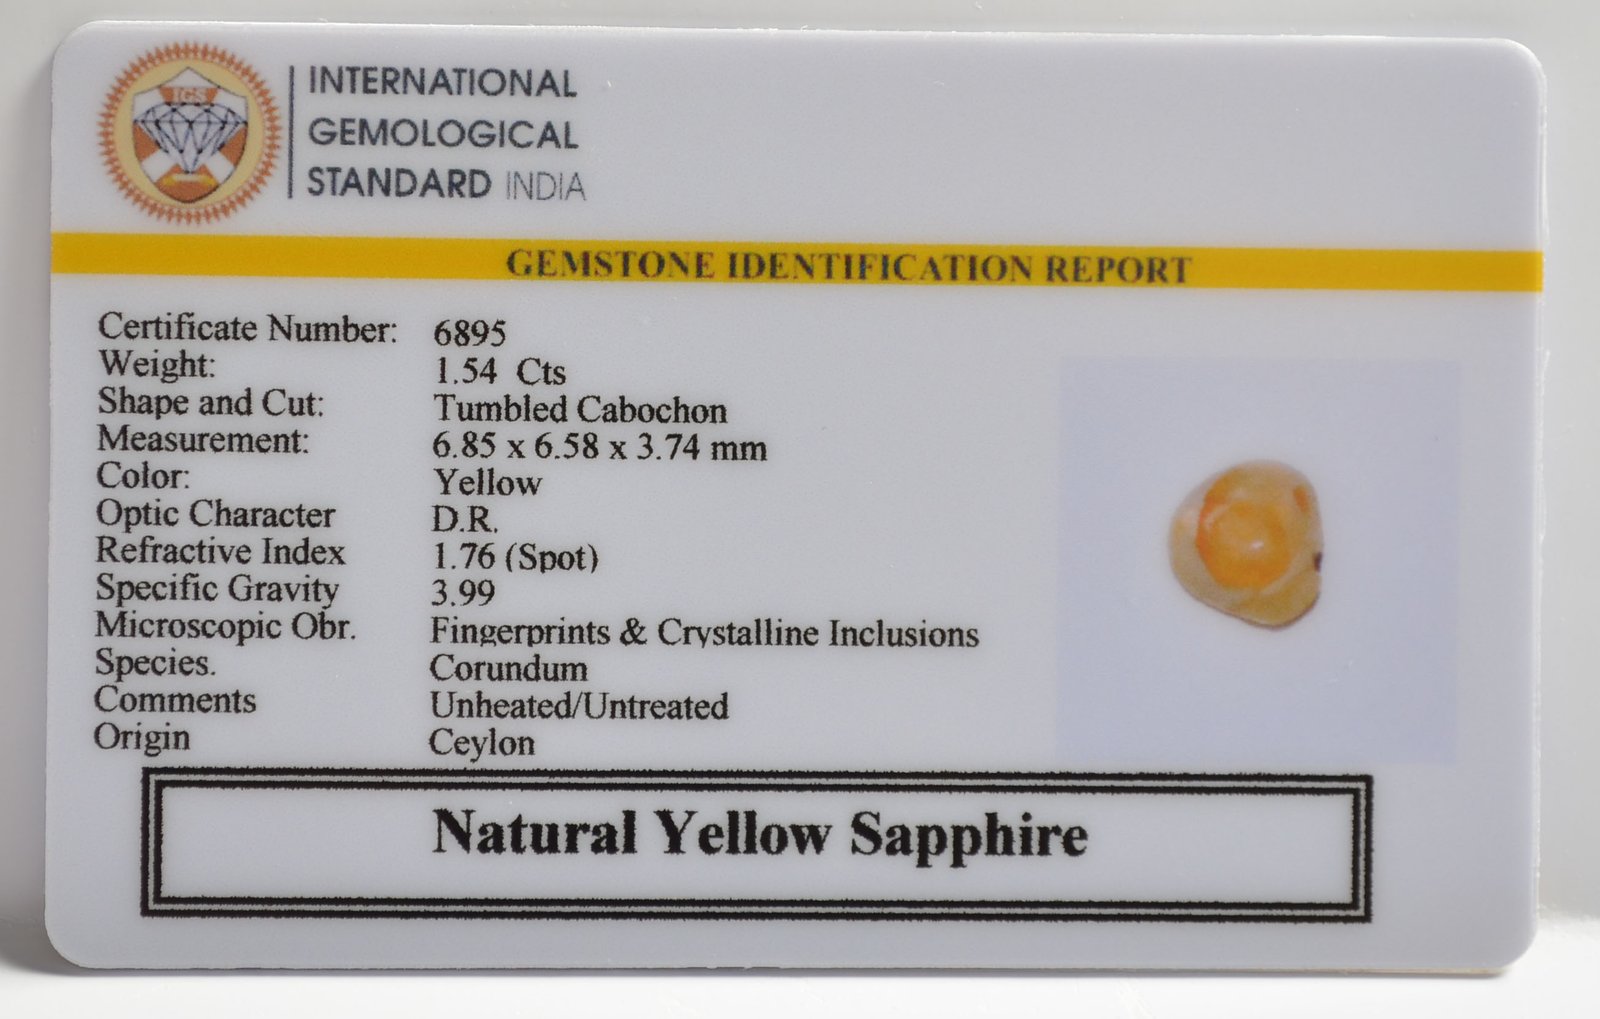 IGS
INTERNATIONAL
GEMOLOGICAL
STANDARD INDIA
GEMSTONE IDENTIFICATION REPORT
Certificate Number: 6895
Weight: 1.54 Cts
Shape and Cut: Tumbled Cabochon
Measurement: 6.85 x 6.58 x 3.74 mm
Color: Yellow
Optic Character D.R.
Refractive Index 1.76 (Spot)
Specific Gravity 3.99
Microscopic Obr. Fingerprints & Crystalline Inclusions
Species. Corundum
Comments Unheated/Untreated
Origin Ceylon
Natural Yellow Sapphire